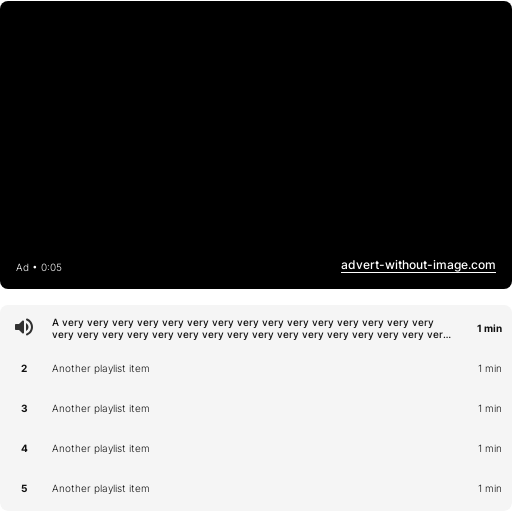 Ad • 0:05
advert-without-image.com
A very very very very very very very very very very very very very very very
very very very very very very very very very very very very very very very ver...
1 min
2 Another playlist item 1 min
3 Another playlist item 1 min
4 Another playlist item 1 min
5 Another playlist item 1 min